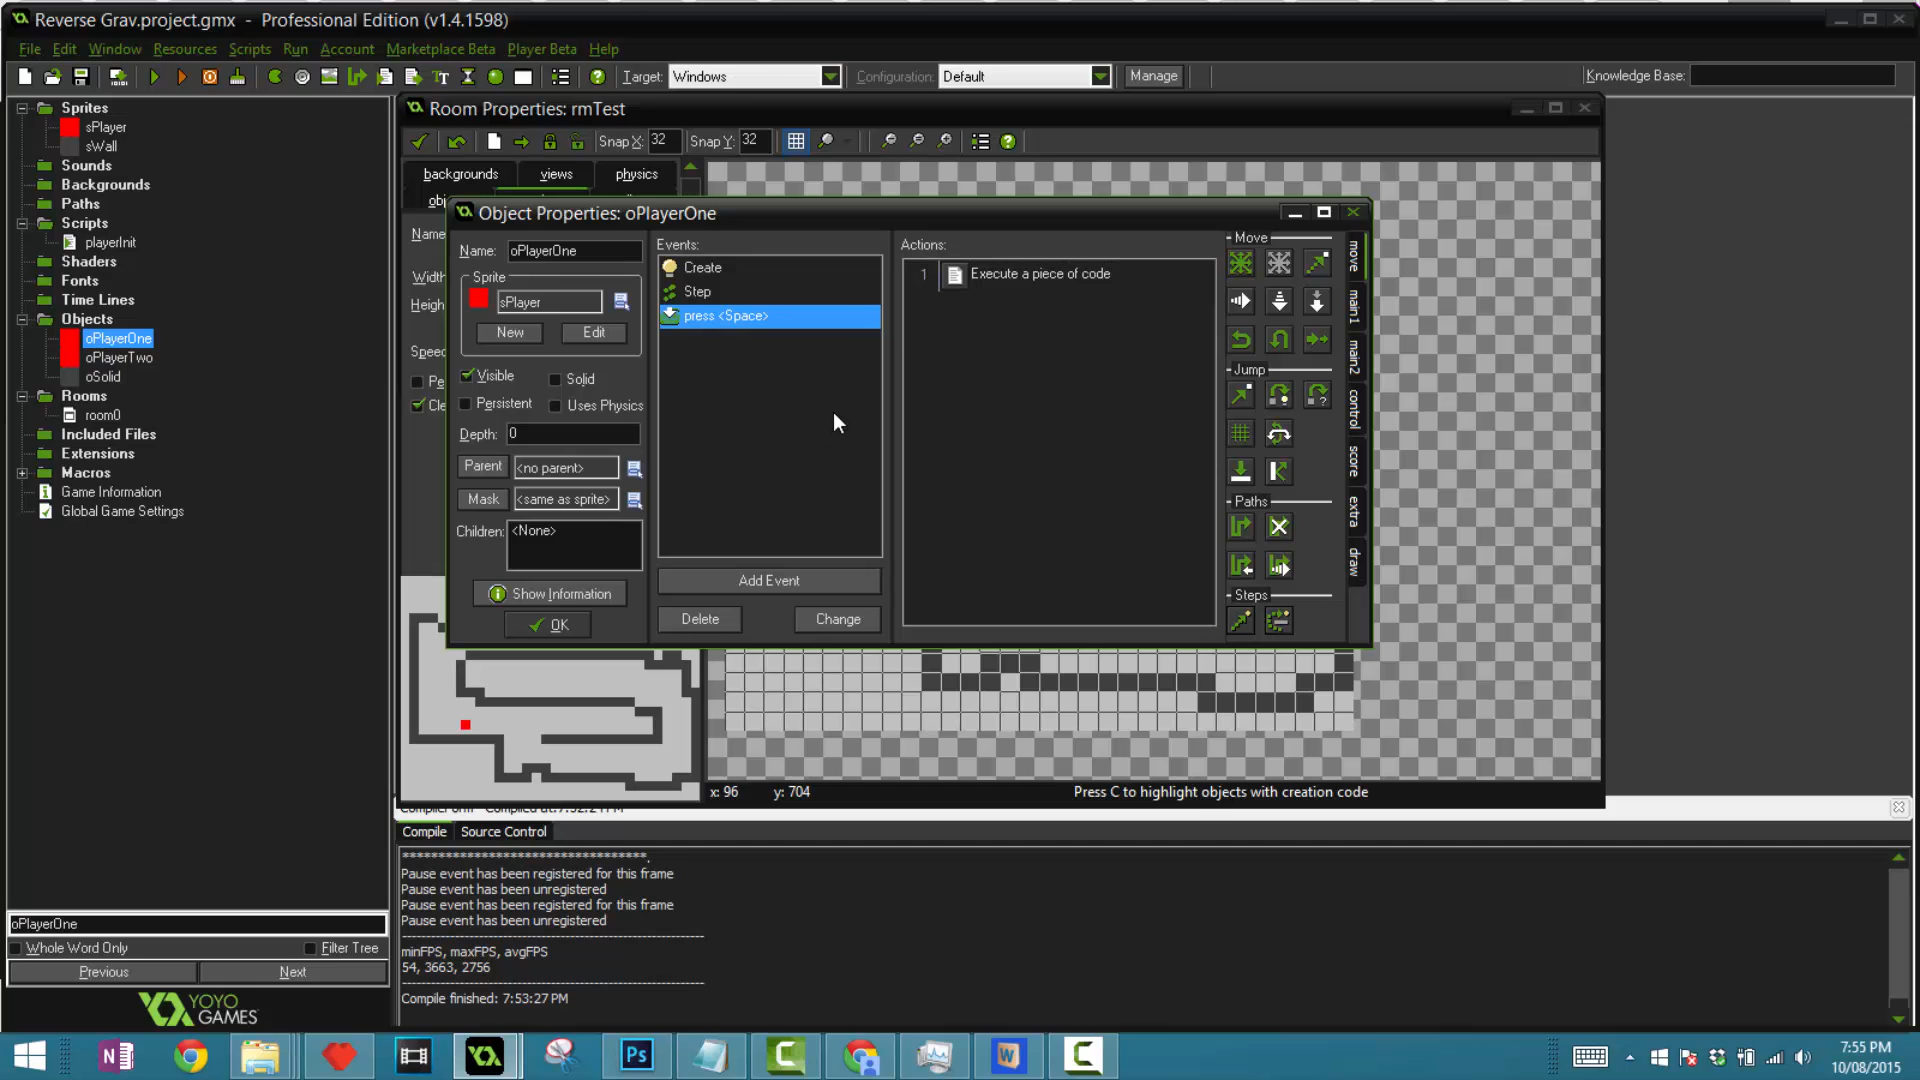 Reverse Grav.project.gmx - Professional Edition (v1.4.1598)
File Edit Window Resources Scripts Run Account Marketplace Beta Player Beta Help
Target: Windows Configuration: Default Manage Knowledge Base:
Sprites
sPlayer
sWall
Sounds
Backgrounds
Paths
Scripts
playerInit
Shaders
Fonts
Time Lines
Objects
oPlayerOne
oPlayerTwo
oSolid
Rooms
room0
Included Files
Extensions
Macros
Game Information
Global Game Settings
oPlayerOne
Whole Word Only Filter Tree
Previous Next
YOYO
GAMES
Room Properties: rmTest
Snap X: 32 Snap Y: 32
backgrounds views physics
obj
Name
Width
Heigh
Speed
Pe
Cle
Object Properties: oPlayerOne
Name: oPlayerOne
Sprite
sPlayer
New Edit
Visible Solid
Persistent Uses Physics
Depth: 0
Parent <no parent>
Mask <same as sprite>
Children: <None>
Show Information
OK
Events:
Create
Step
press <Space>
Add Event
Delete Change
Actions:
1 Execute a piece of code
Move
Jump
Paths
Steps
move
main1
main2
control
score
extra
draw
x: 96 y: 704 Press C to highlight objects with creation code
Compile Source Control
**********************************.
Pause event has been registered for this frame
Pause event has been unregistered
Pause event has been registered for this frame
Pause event has been unregistered
minFPS, maxFPS, avgFPS
54, 3663, 2756
Compile finished: 7:53:27 PM
7:55 PM
10/08/2015